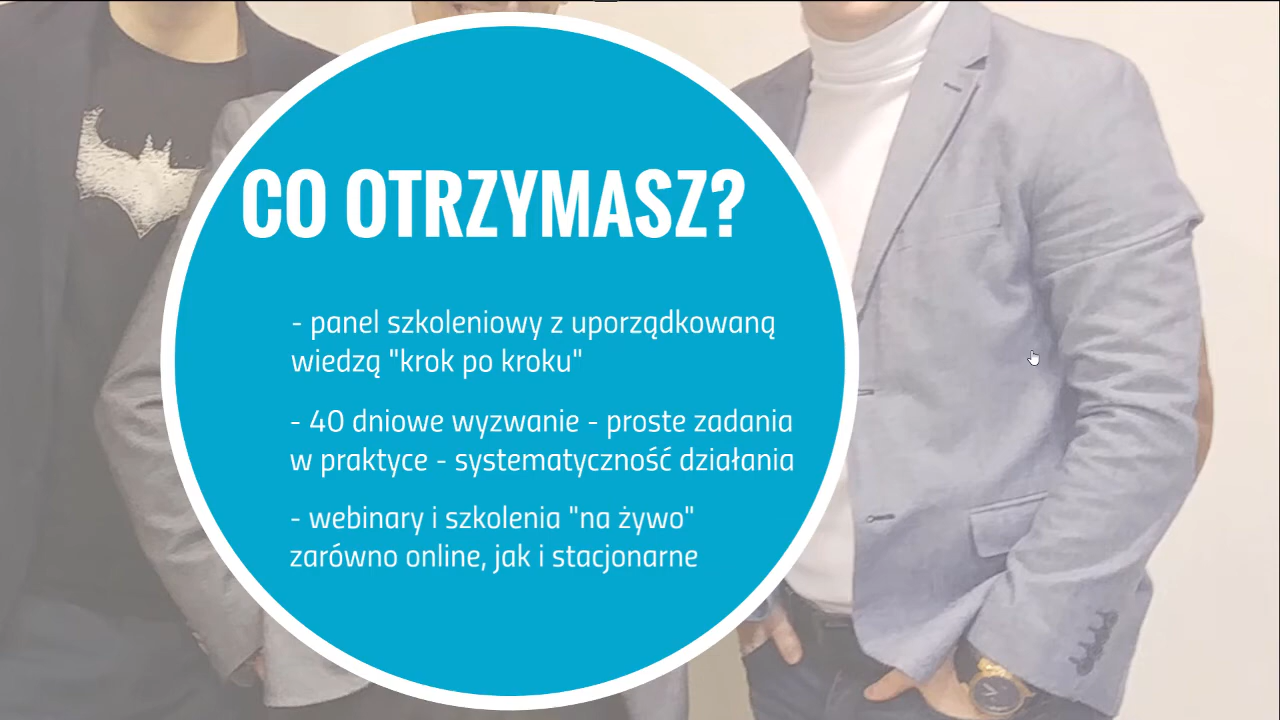 CO OTRZYMASZ?
- panel szkoleniowy z uporządkowaną
wiedzą "krok po kroku"
- 40 dniowe wyzwanie - proste zadania
w praktyce - systematyczność działania
- webinary i szkolenia "na żywo"
zarówno online, jak i stacjonarne